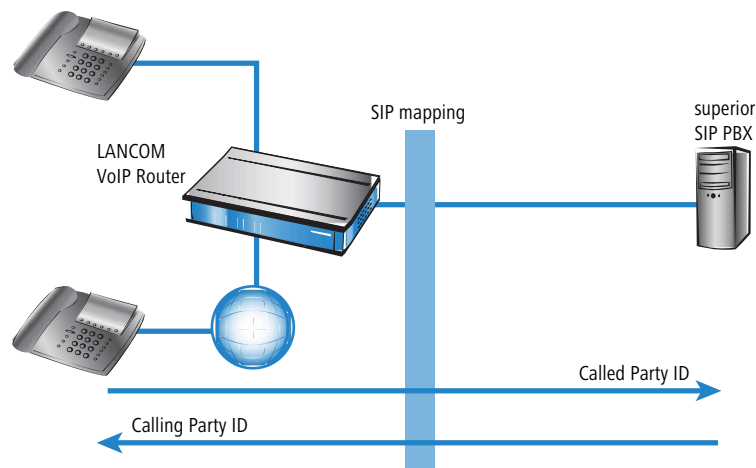 SIP mapping
superior
SIP PBX
LANCOM
VoIP Router
Called Party ID
Calling Party ID